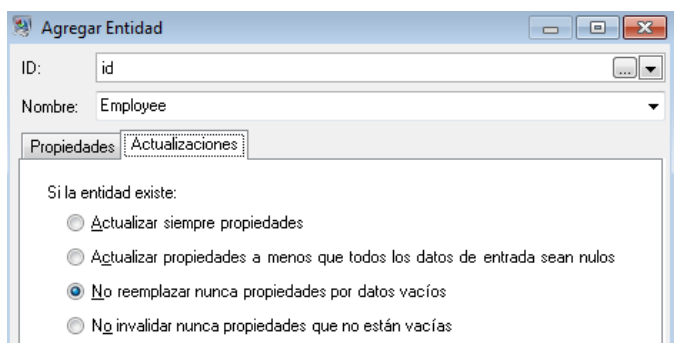 Agregar Entidad
ID: id ...
Nombre: Employee
Propiedades Actualizaciones
Si la entidad existe:
Actualizar siempre propiedades
Actualizar propiedades a menos que todos los datos de entrada sean nulos
No reemplazar nunca propiedades por datos vacíos
No invalidar nunca propiedades que no están vacías